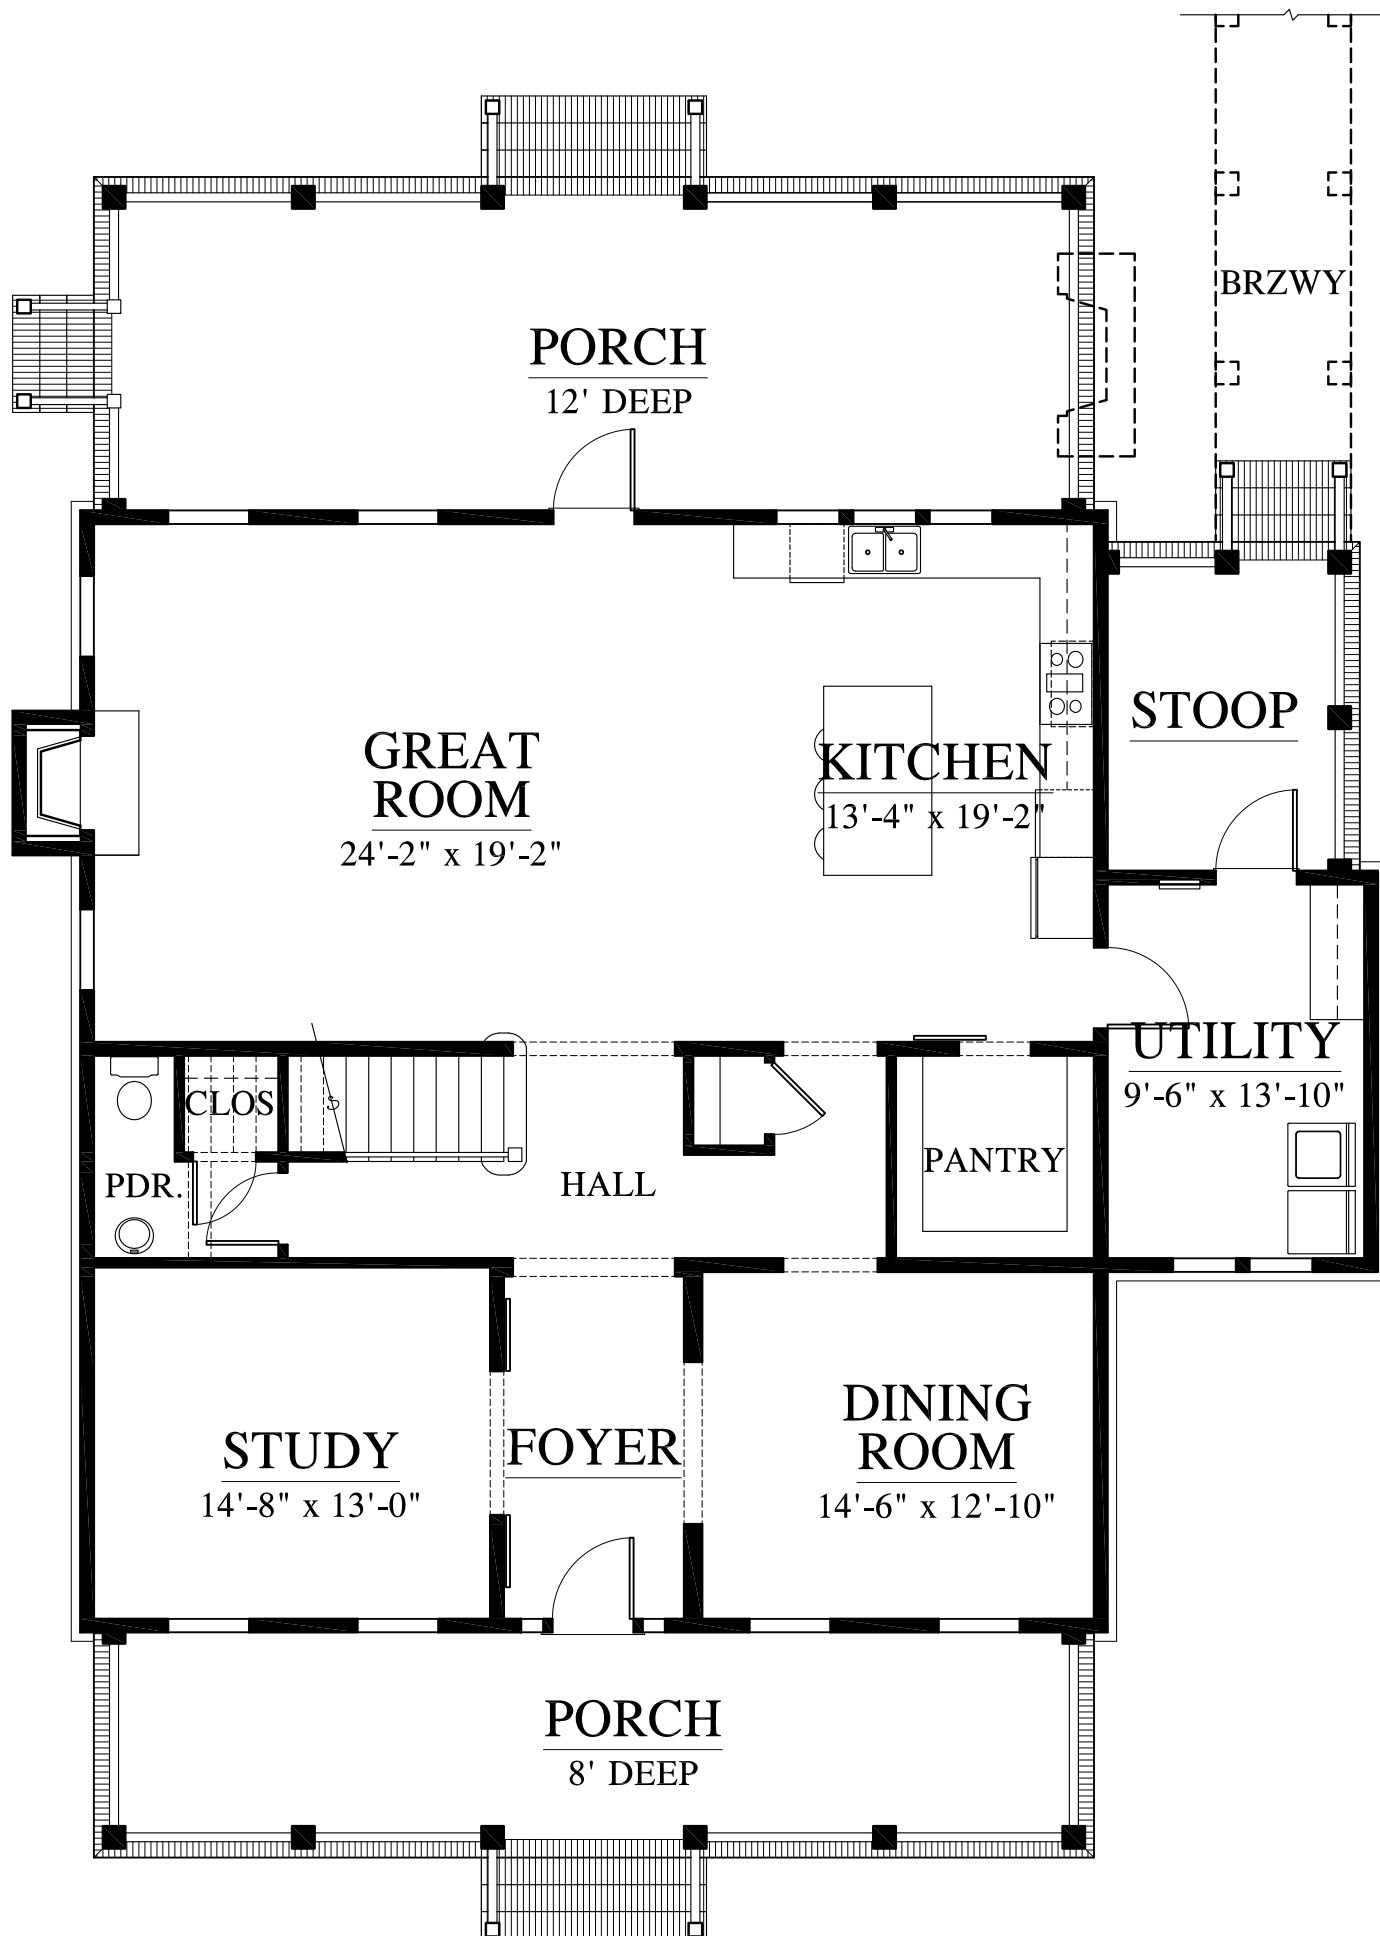 BRZWY
PORCH
12' DEEP
STOOP
GREAT
ROOM
24'-2" x 19'-2"
KITCHEN
13'-4" x 19'-2"
UTILITY
9'-6" x 13'-10"
CLOS
PDR.
HALL
PANTRY
STUDY
14'-8" x 13'-0"
FOYER
DINING
ROOM
14'-6" x 12'-10"
PORCH
8' DEEP